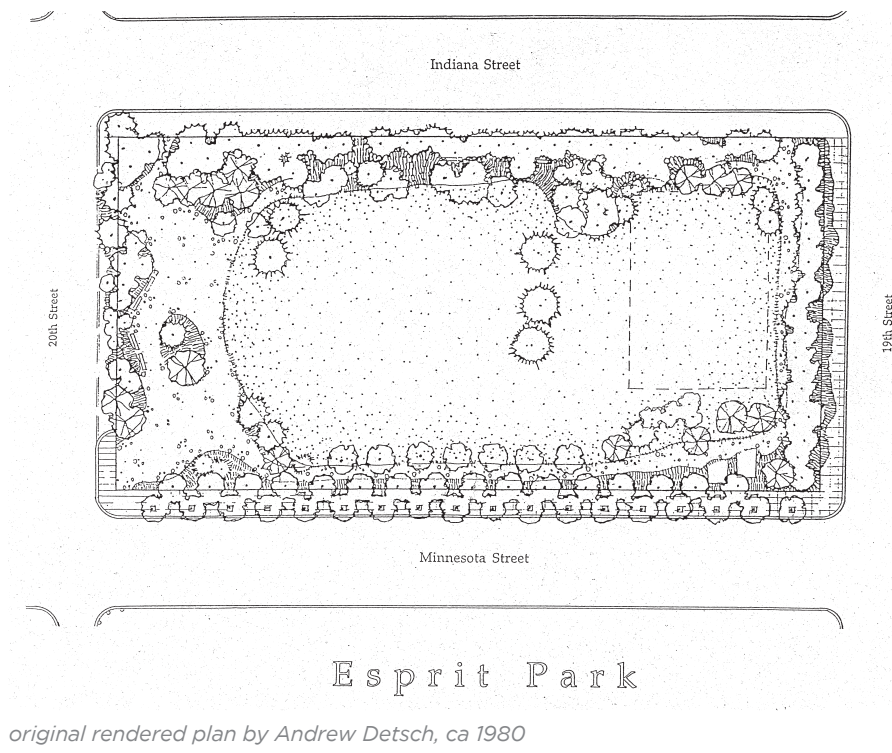 Indiana Street
20th Street
19th Street
Minnesota Street
Esprit Park
original rendered plan by Andrew Detsch, ca 1980